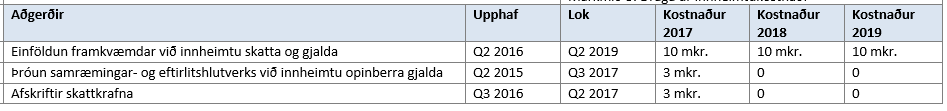 Aðgerðir Upphaf Lok Kostnaður 2017 Kostnaður 2018 Kostnaður 2019
Einföldun framkvæmdar við innheimtu skatta og gjalda Q2 2016 Q2 2019 10 mkr. 10 mkr. 10 mkr.
Þróun samræmingar- og eftirlitshlutverks við innheimtu opinberra gjalda Q2 2015 Q3 2017 3 mkr. 0 0
Afskriftir skattkrafna Q3 2016 Q2 2017 3 mkr. 0 0